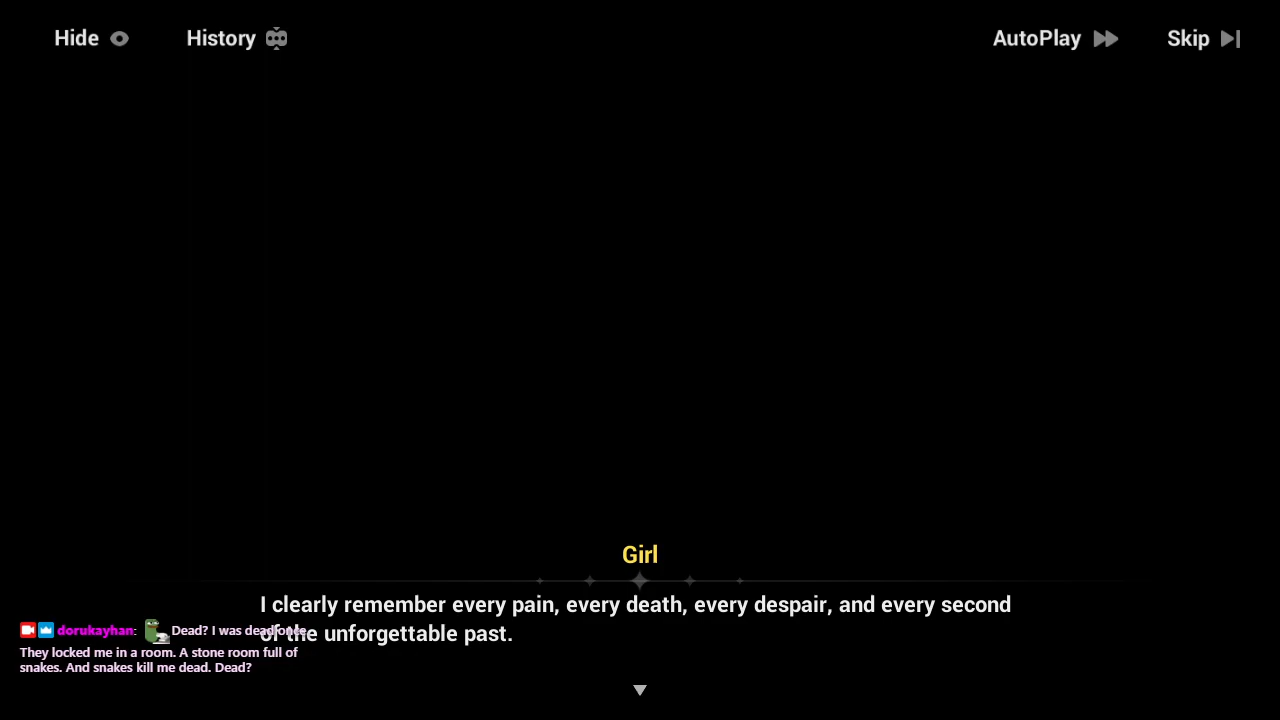 Hide
History
AutoPlay
Skip
Girl
I clearly remember every pain, every death, every despair, and every second
of the unforgettable past.
dorukayhan: Dead? I was dead once.
They locked me in a room. A stone room full of
snakes. And snakes kill me dead. Dead?